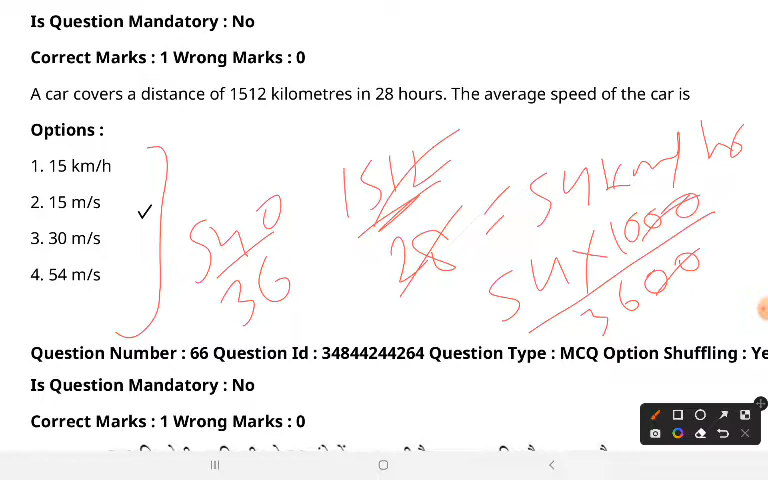 Is Question Mandatory : No
Correct Marks : 1 Wrong Marks : 0
A car covers a distance of 1512 kilometres in 28 hours. The average speed of the car is
Options :
1. 15 km/h
2. 15 m/s
3. 30 m/s
4. 54 m/s
1512
28
= 54 km/hr
54 × 1000
3600
540
36
Question Number : 66 Question Id : 34844244264 Question Type : MCQ Option Shuffling : Ye
Is Question Mandatory : No
Correct Marks : 1 Wrong Marks : 0